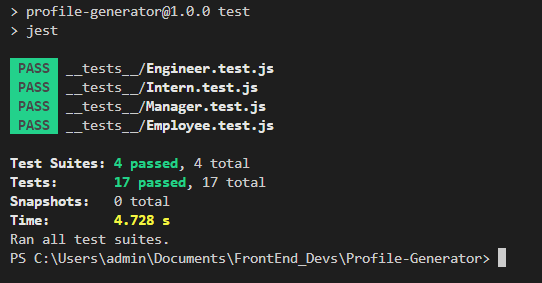 > profile-generator@1.0.0 test
> jest
PASS __tests__/Engineer.test.js
PASS __tests__/Intern.test.js
PASS __tests__/Manager.test.js
PASS __tests__/Employee.test.js
Test Suites: 4 passed, 4 total
Tests: 17 passed, 17 total
Snapshots: 0 total
Time: 4.728 s
Ran all test suites.
PS C:\Users\admin\Documents\FrontEnd_Devs\Profile-Generator>